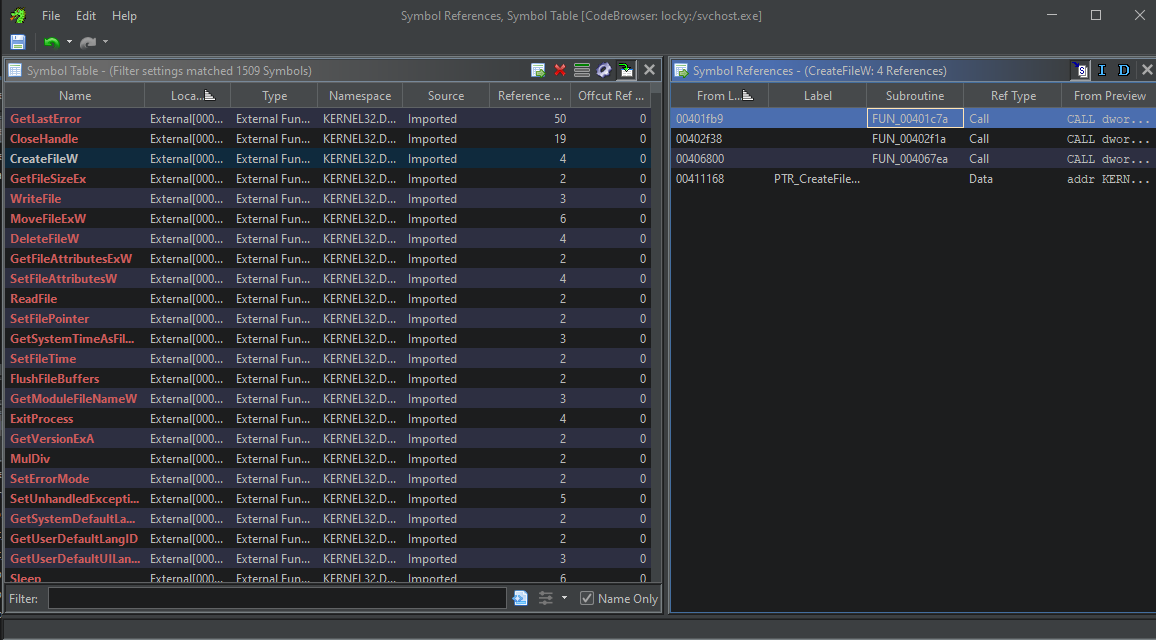 File Edit Help
Symbol References, Symbol Table [CodeBrowser: locky:/svchost.exe]
Symbol Table - (Filter settings matched 1509 Symbols)
Name Loca... Type Namespace Source Reference ... Offcut Ref ...
GetLastError External[000... External Fun... KERNEL32.D... Imported 50 0
CloseHandle External[000... External Fun... KERNEL32.D... Imported 19 0
CreateFileW External[000... External Fun... KERNEL32.D... Imported 4 0
GetFileSizeEx External[000... External Fun... KERNEL32.D... Imported 2 0
WriteFile External[000... External Fun... KERNEL32.D... Imported 3 0
MoveFileExW External[000... External Fun... KERNEL32.D... Imported 6 0
DeleteFileW External[000... External Fun... KERNEL32.D... Imported 4 0
GetFileAttributesExW External[000... External Fun... KERNEL32.D... Imported 2 0
SetFileAttributesW External[000... External Fun... KERNEL32.D... Imported 4 0
ReadFile External[000... External Fun... KERNEL32.D... Imported 2 0
SetFilePointer External[000... External Fun... KERNEL32.D... Imported 2 0
GetSystemTimeAsFil... External[000... External Fun... KERNEL32.D... Imported 3 0
SetFileTime External[000... External Fun... KERNEL32.D... Imported 2 0
FlushFileBuffers External[000... External Fun... KERNEL32.D... Imported 2 0
GetModuleFileNameW External[000... External Fun... KERNEL32.D... Imported 3 0
ExitProcess External[000... External Fun... KERNEL32.D... Imported 4 0
GetVersionExA External[000... External Fun... KERNEL32.D... Imported 2 0
MulDiv External[000... External Fun... KERNEL32.D... Imported 2 0
SetErrorMode External[000... External Fun... KERNEL32.D... Imported 2 0
SetUnhandledExcepti... External[000... External Fun... KERNEL32.D... Imported 5 0
GetSystemDefaultLa... External[000... External Fun... KERNEL32.D... Imported 2 0
GetUserDefaultLangID External[000... External Fun... KERNEL32.D... Imported 2 0
GetUserDefaultUILan... External[000... External Fun... KERNEL32.D... Imported 3 0
Sleep External[000... External Fun... KERNEL32.D... Imported 6 0
Filter: Name Only
Symbol References - (CreateFileW: 4 References) S I D
From L... Label Subroutine Ref Type From Preview
00401fb9 FUN_00401c7a Call CALL dwor...
00402f38 FUN_00402f1a Call CALL dwor...
00406800 FUN_004067ea Call CALL dwor...
00411168 PTR_CreateFile... Data addr KERN...